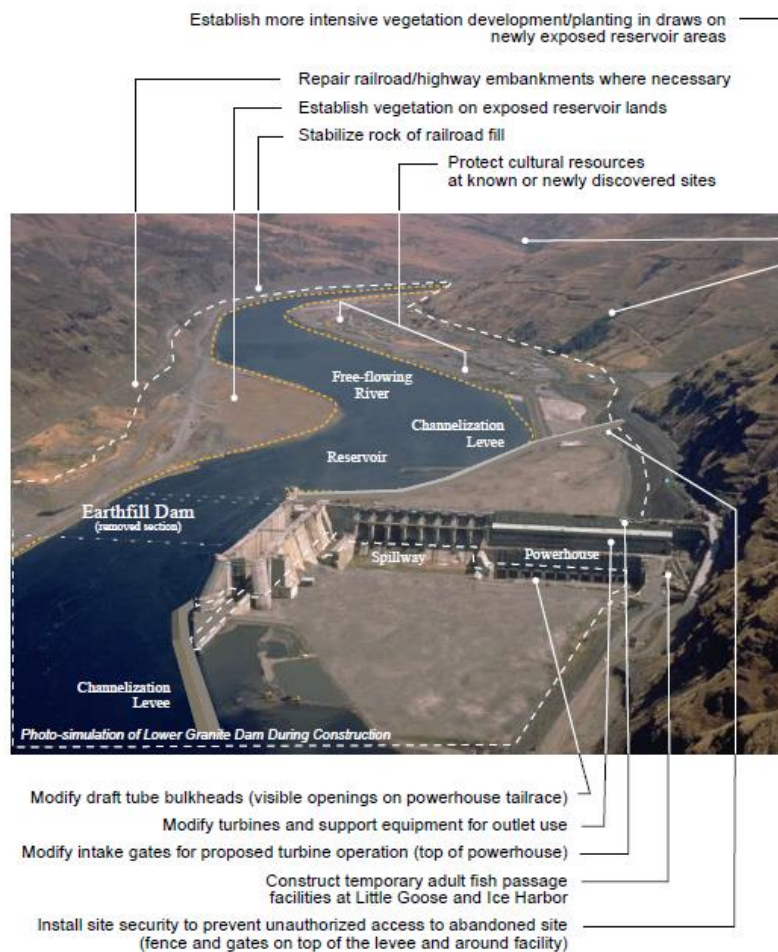 Establish more intensive vegetation development/planting in draws on
newly exposed reservoir areas
Repair railroad/highway embankments where necessary
Establish vegetation on exposed reservoir lands
Stabilize rock of railroad fill
Protect cultural resources
at known or newly discovered sites
Free-flowing
River
Channelization
Levee
Reservoir
Earthfill Dam
(removed section)
Spillway
Powerhouse
Channelization
Levee
Photo-simulation of Lower Granite Dam During Construction
Modify draft tube bulkheads (visible openings on powerhouse tailrace)
Modify turbines and support equipment for outlet use
Modify intake gates for proposed turbine operation (top of powerhouse)
Construct temporary adult fish passage
facilities at Little Goose and Ice Harbor
Install site security to prevent unauthorized access to abandoned site
(fence and gates on top of the levee and around facility)